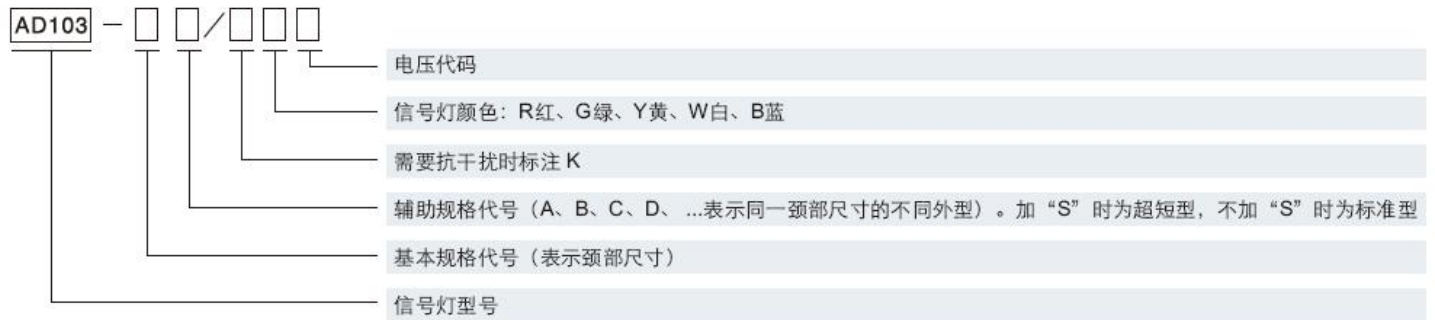 AD103 － □ □／□ □ □
电压代码
信号灯颜色：R红、G绿、Y黄、W白、B蓝
需要抗干扰时标注 K
辅助规格代号（A、B、C、D、 ...表示同一颈部尺寸的不同外型）。加“S”时为超短型，不加“S”时为标准型
基本规格代号（表示颈部尺寸）
信号灯型号